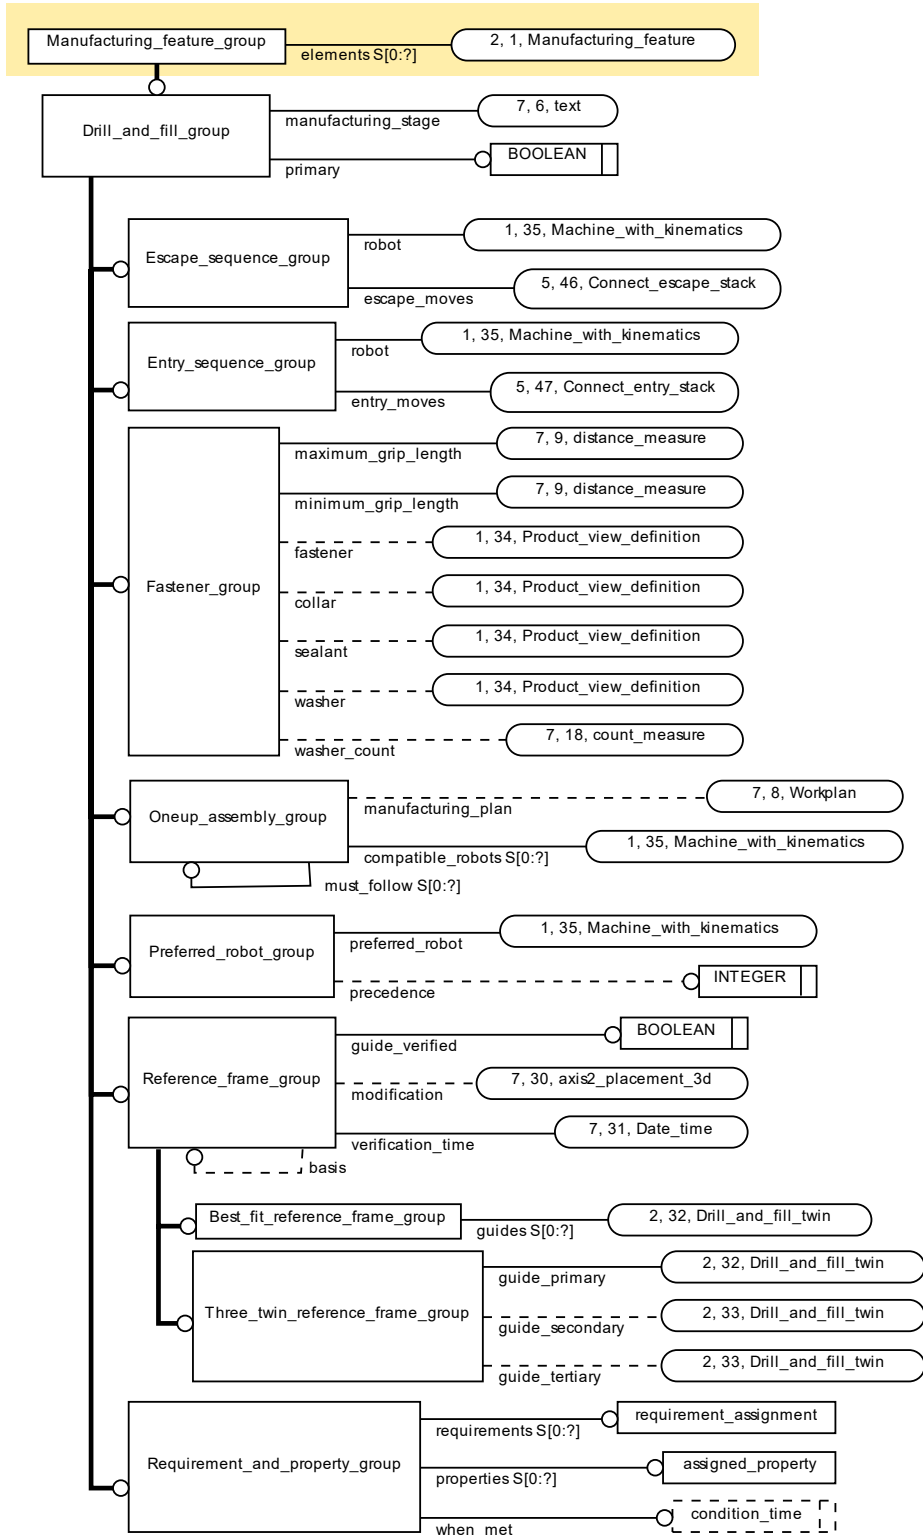 Manufacturing_feature_group
elements S[0:?]
2, 1, Manufacturing_feature
Drill_and_fill_group
manufacturing_stage
7, 6, text
primary
BOOLEAN
Escape_sequence_group
robot
1, 35, Machine_with_kinematics
escape_moves
5, 46, Connect_escape_stack
Entry_sequence_group
robot
1, 35, Machine_with_kinematics
entry_moves
5, 47, Connect_entry_stack
Fastener_group
maximum_grip_length
7, 9, distance_measure
minimum_grip_length
7, 9, distance_measure
fastener
1, 34, Product_view_definition
collar
1, 34, Product_view_definition
sealant
1, 34, Product_view_definition
washer
1, 34, Product_view_definition
washer_count
7, 18, count_measure
Oneup_assembly_group
manufacturing_plan
7, 8, Workplan
compatible_robots S[0:?]
1, 35, Machine_with_kinematics
must_follow S[0:?]
Preferred_robot_group
preferred_robot
1, 35, Machine_with_kinematics
precedence
INTEGER
Reference_frame_group
guide_verified
BOOLEAN
modification
7, 30, axis2_placement_3d
verification_time
7, 31, Date_time
basis
Best_fit_reference_frame_group
guides S[0:?]
2, 32, Drill_and_fill_twin
Three_twin_reference_frame_group
guide_primary
2, 32, Drill_and_fill_twin
guide_secondary
2, 33, Drill_and_fill_twin
guide_tertiary
2, 33, Drill_and_fill_twin
Requirement_and_property_group
requirements S[0:?]
requirement_assignment
properties S[0:?]
assigned_property
when_met
condition_time